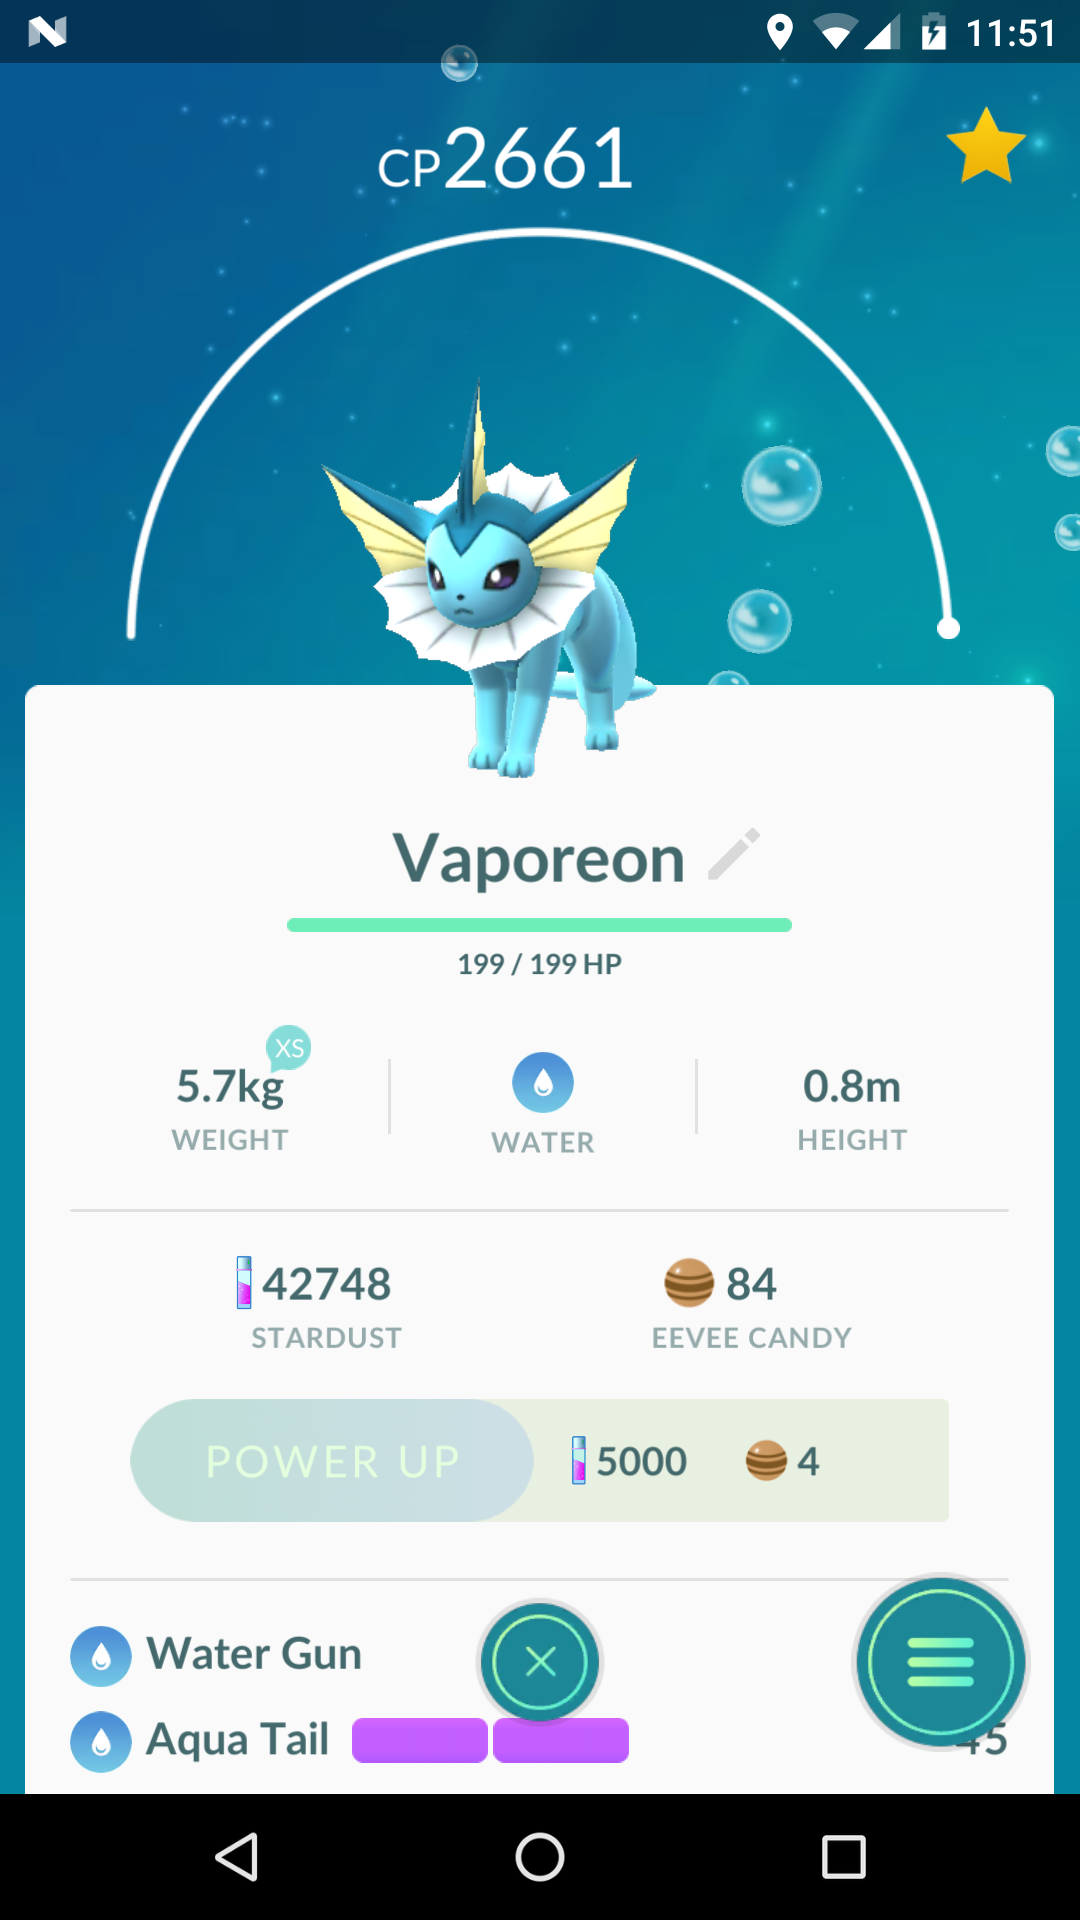 11:51
CP2661
Vaporeon
199 / 199 HP
XS
5.7kg
0.8m
WEIGHT
WATER
HEIGHT
42748
84
STARDUST
EEVEE CANDY
POWER UP
5000
4
Water Gun
Aqua Tail
45